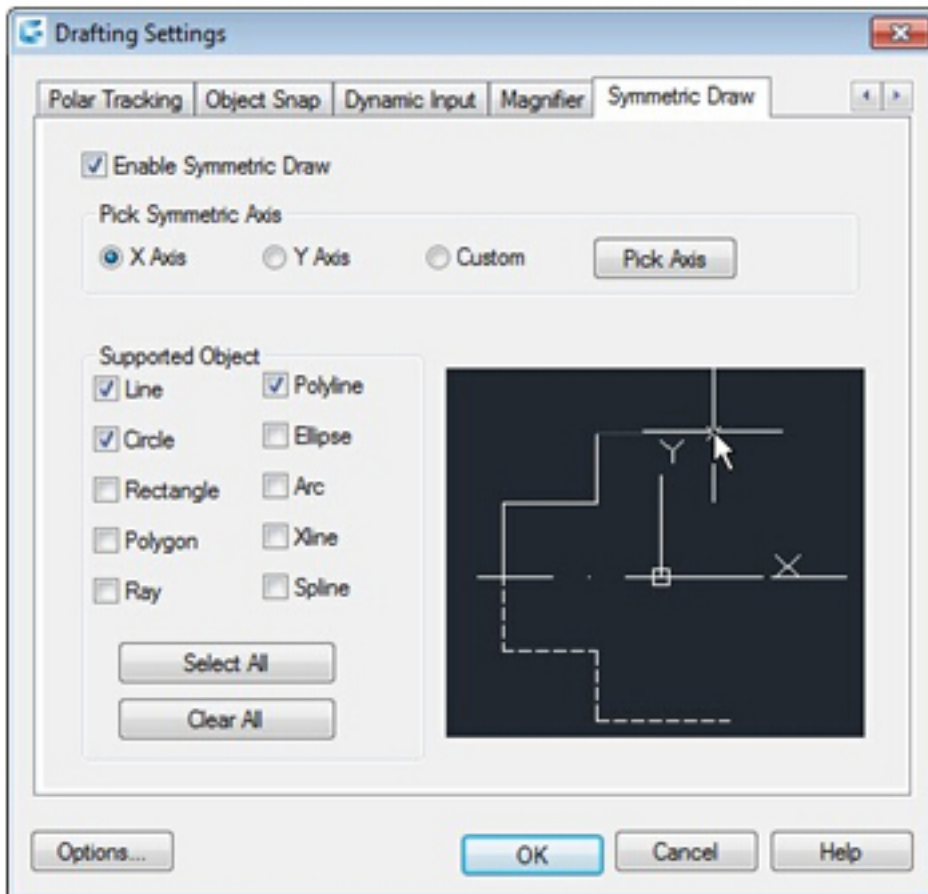 Drafting Settings
Polar Tracking Object Snap Dynamic Input Magnifier Symmetric Draw
Enable Symmetric Draw
Pick Symmetric Axis
X Axis Y Axis Custom Pick Axis
Supported Object
Line Polyline
Circle Ellipse
Rectangle Arc
Polygon Xline
Ray Spline
Select All
Clear All
Y
X
Options... OK Cancel Help